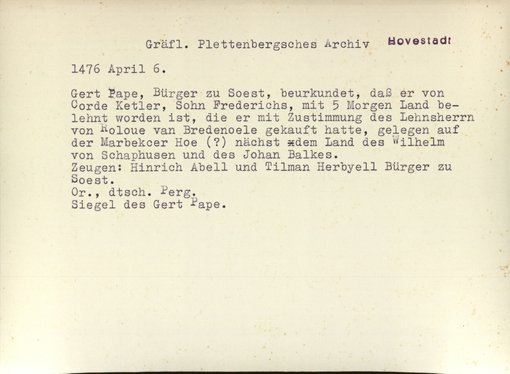 Gräfl. Plettenbergsches Archiv Hovestadt
1476 April 6.
Gert Pape, Bürger zu Soest, beurkundet, daß er von
Corde Ketler, Sohn Frederichs, mit 5 Morgen Land be-
lehnt worden ist, die er mit Zustimmung des Lehnsherrn
von Roloue van Bredenoele gekauft hatte, gelegen auf
der Marbekcer Hoe (?) nächst dem Land des Wilhelm
von Schaphusen und des Johan Balkes.
Zeugen: Hinrich Abell und Tilman Herbyell Bürger zu
Soest.
Or., dtsch. Perg.
Siegel des Gert Pape.